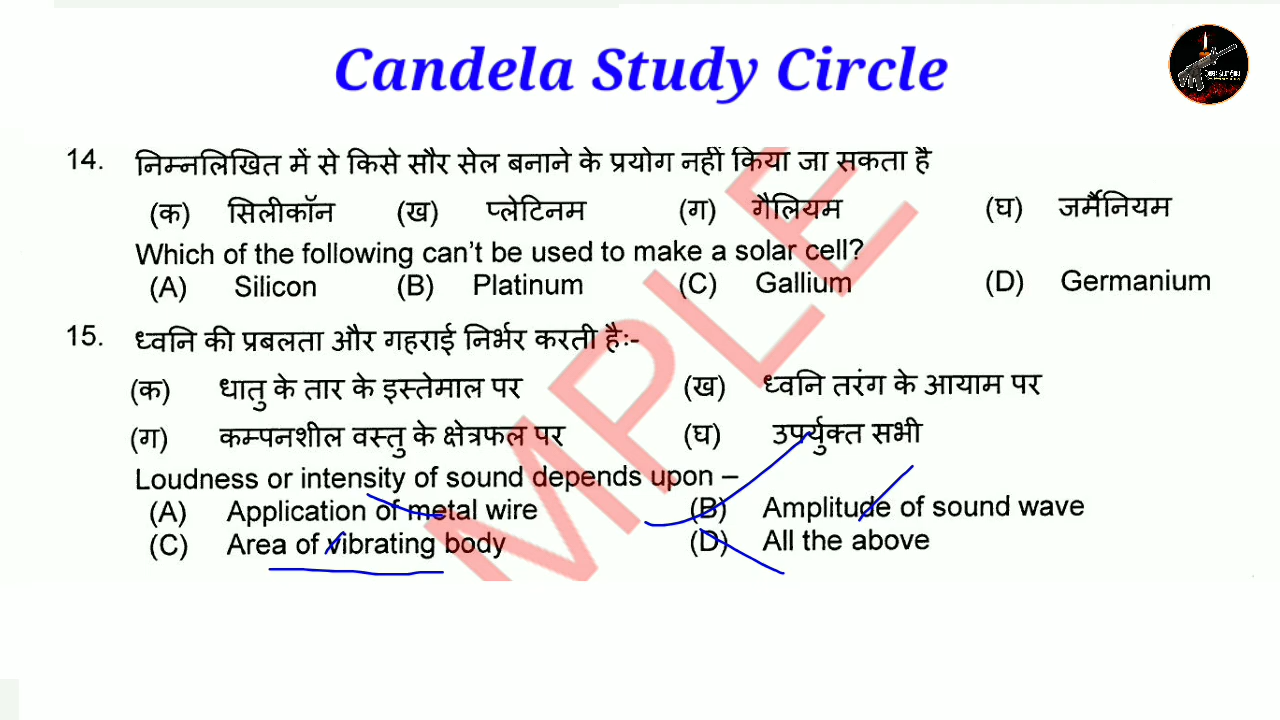 Candela Study Circle
14. निम्नलिखित में से किसे सौर सेल बनाने के प्रयोग नहीं किया जा सकता है
(क) सिलीकॉन (ख) प्लेटिनम (ग) गैलियम (घ) जर्मैनियम
Which of the following can't be used to make a solar cell?
(A) Silicon (B) Platinum (C) Gallium (D) Germanium
15. ध्वनि की प्रबलता और गहराई निर्भर करती हैः-
(क) धातु के तार के इस्तेमाल पर (ख) ध्वनि तरंग के आयाम पर
(ग) कम्पनशील वस्तु के क्षेत्रफल पर (घ) उपर्युक्त सभी
Loudness or intensity of sound depends upon –
(A) Application of metal wire (B) Amplitude of sound wave
(C) Area of vibrating body (D) All the above
MPLE